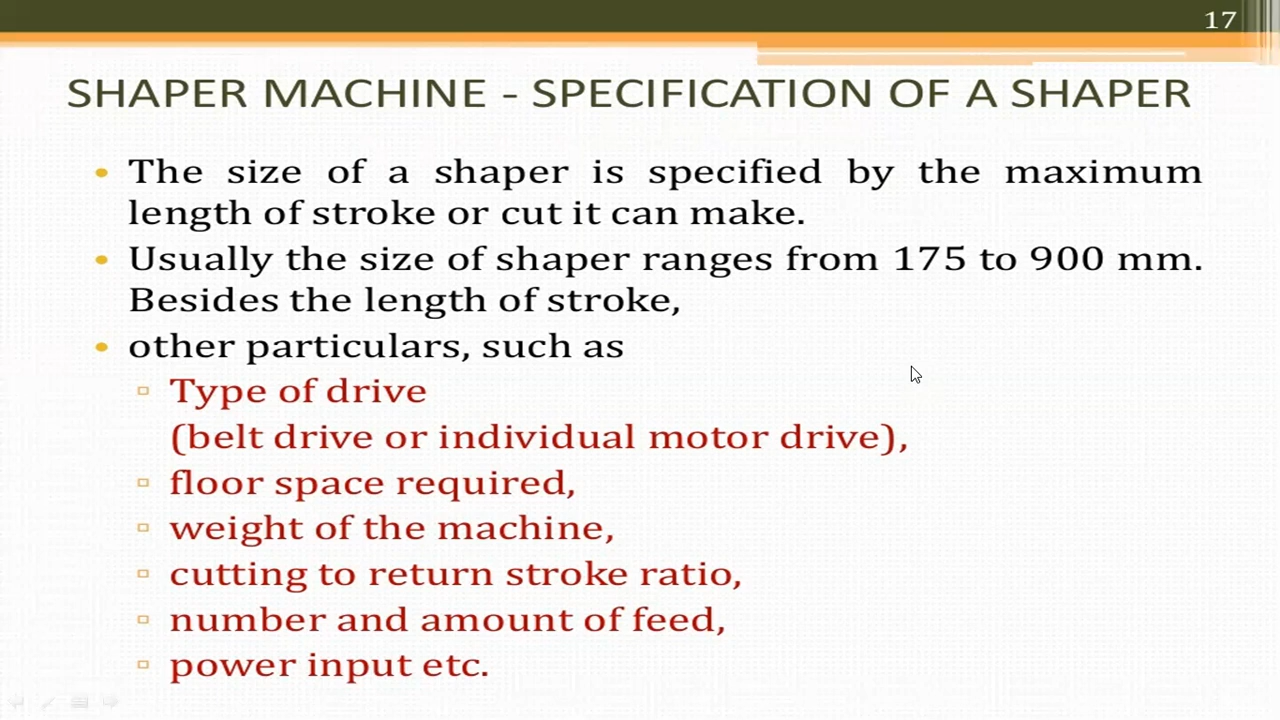 17
SHAPER MACHINE - SPECIFICATION OF A SHAPER
• The size of a shaper is specified by the maximum
length of stroke or cut it can make.
• Usually the size of shaper ranges from 175 to 900 mm.
Besides the length of stroke,
• other particulars, such as
▫ Type of drive
(belt drive or individual motor drive),
▫ floor space required,
▫ weight of the machine,
▫ cutting to return stroke ratio,
▫ number and amount of feed,
▫ power input etc.